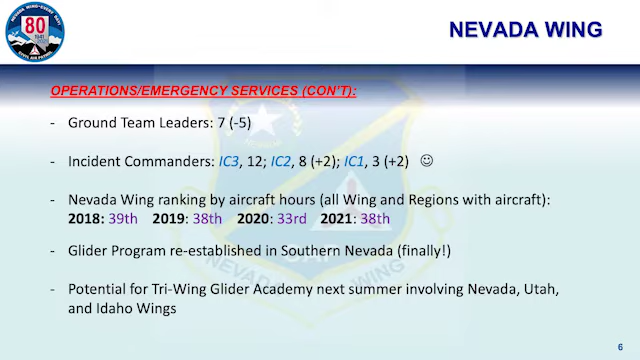 NEVADA WING
80
OPERATIONS/EMERGENCY SERVICES (CON'T):
- Ground Team Leaders: 7 (-5)
- Incident Commanders: IC3, 12; IC2, 8 (+2); IC1, 3 (+2) ☺
- Nevada Wing ranking by aircraft hours (all Wing and Regions with aircraft):
2018: 39th 2019: 38th 2020: 33rd 2021: 38th
- Glider Program re-established in Southern Nevada (finally!)
- Potential for Tri-Wing Glider Academy next summer involving Nevada, Utah,
and Idaho Wings
NEVADA WING
6